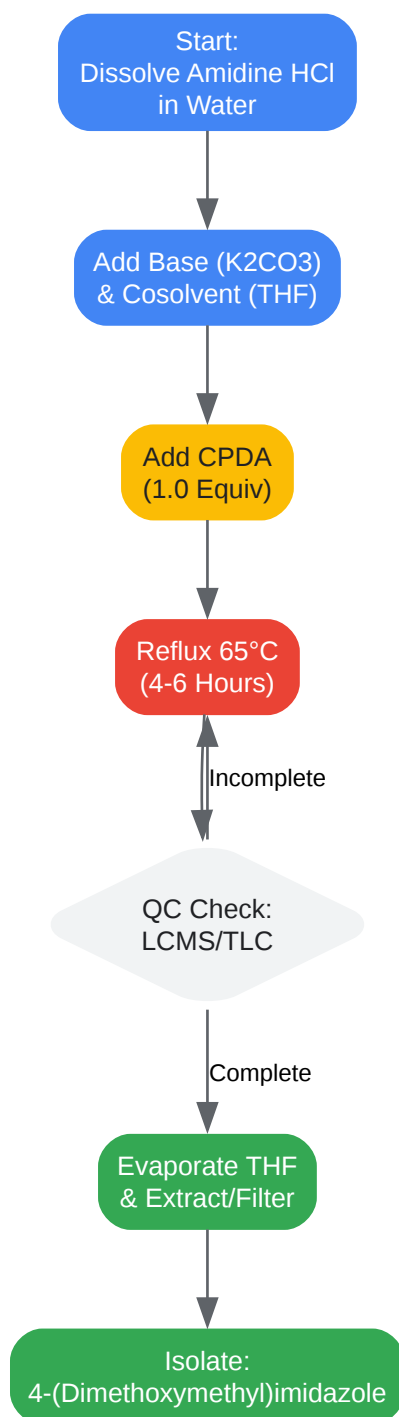 Start:
Dissolve Amidine HCl
in Water
Add Base (K2CO3)
& Cosolvent (THF)
Add CPDA
(1.0 Equiv)
Reflux 65°C
(4-6 Hours)
Incomplete
QC Check:
LCMS/TLC
Complete
Evaporate THF
& Extract/Filter
Isolate:
4-(Dimethoxymethyl)imidazole